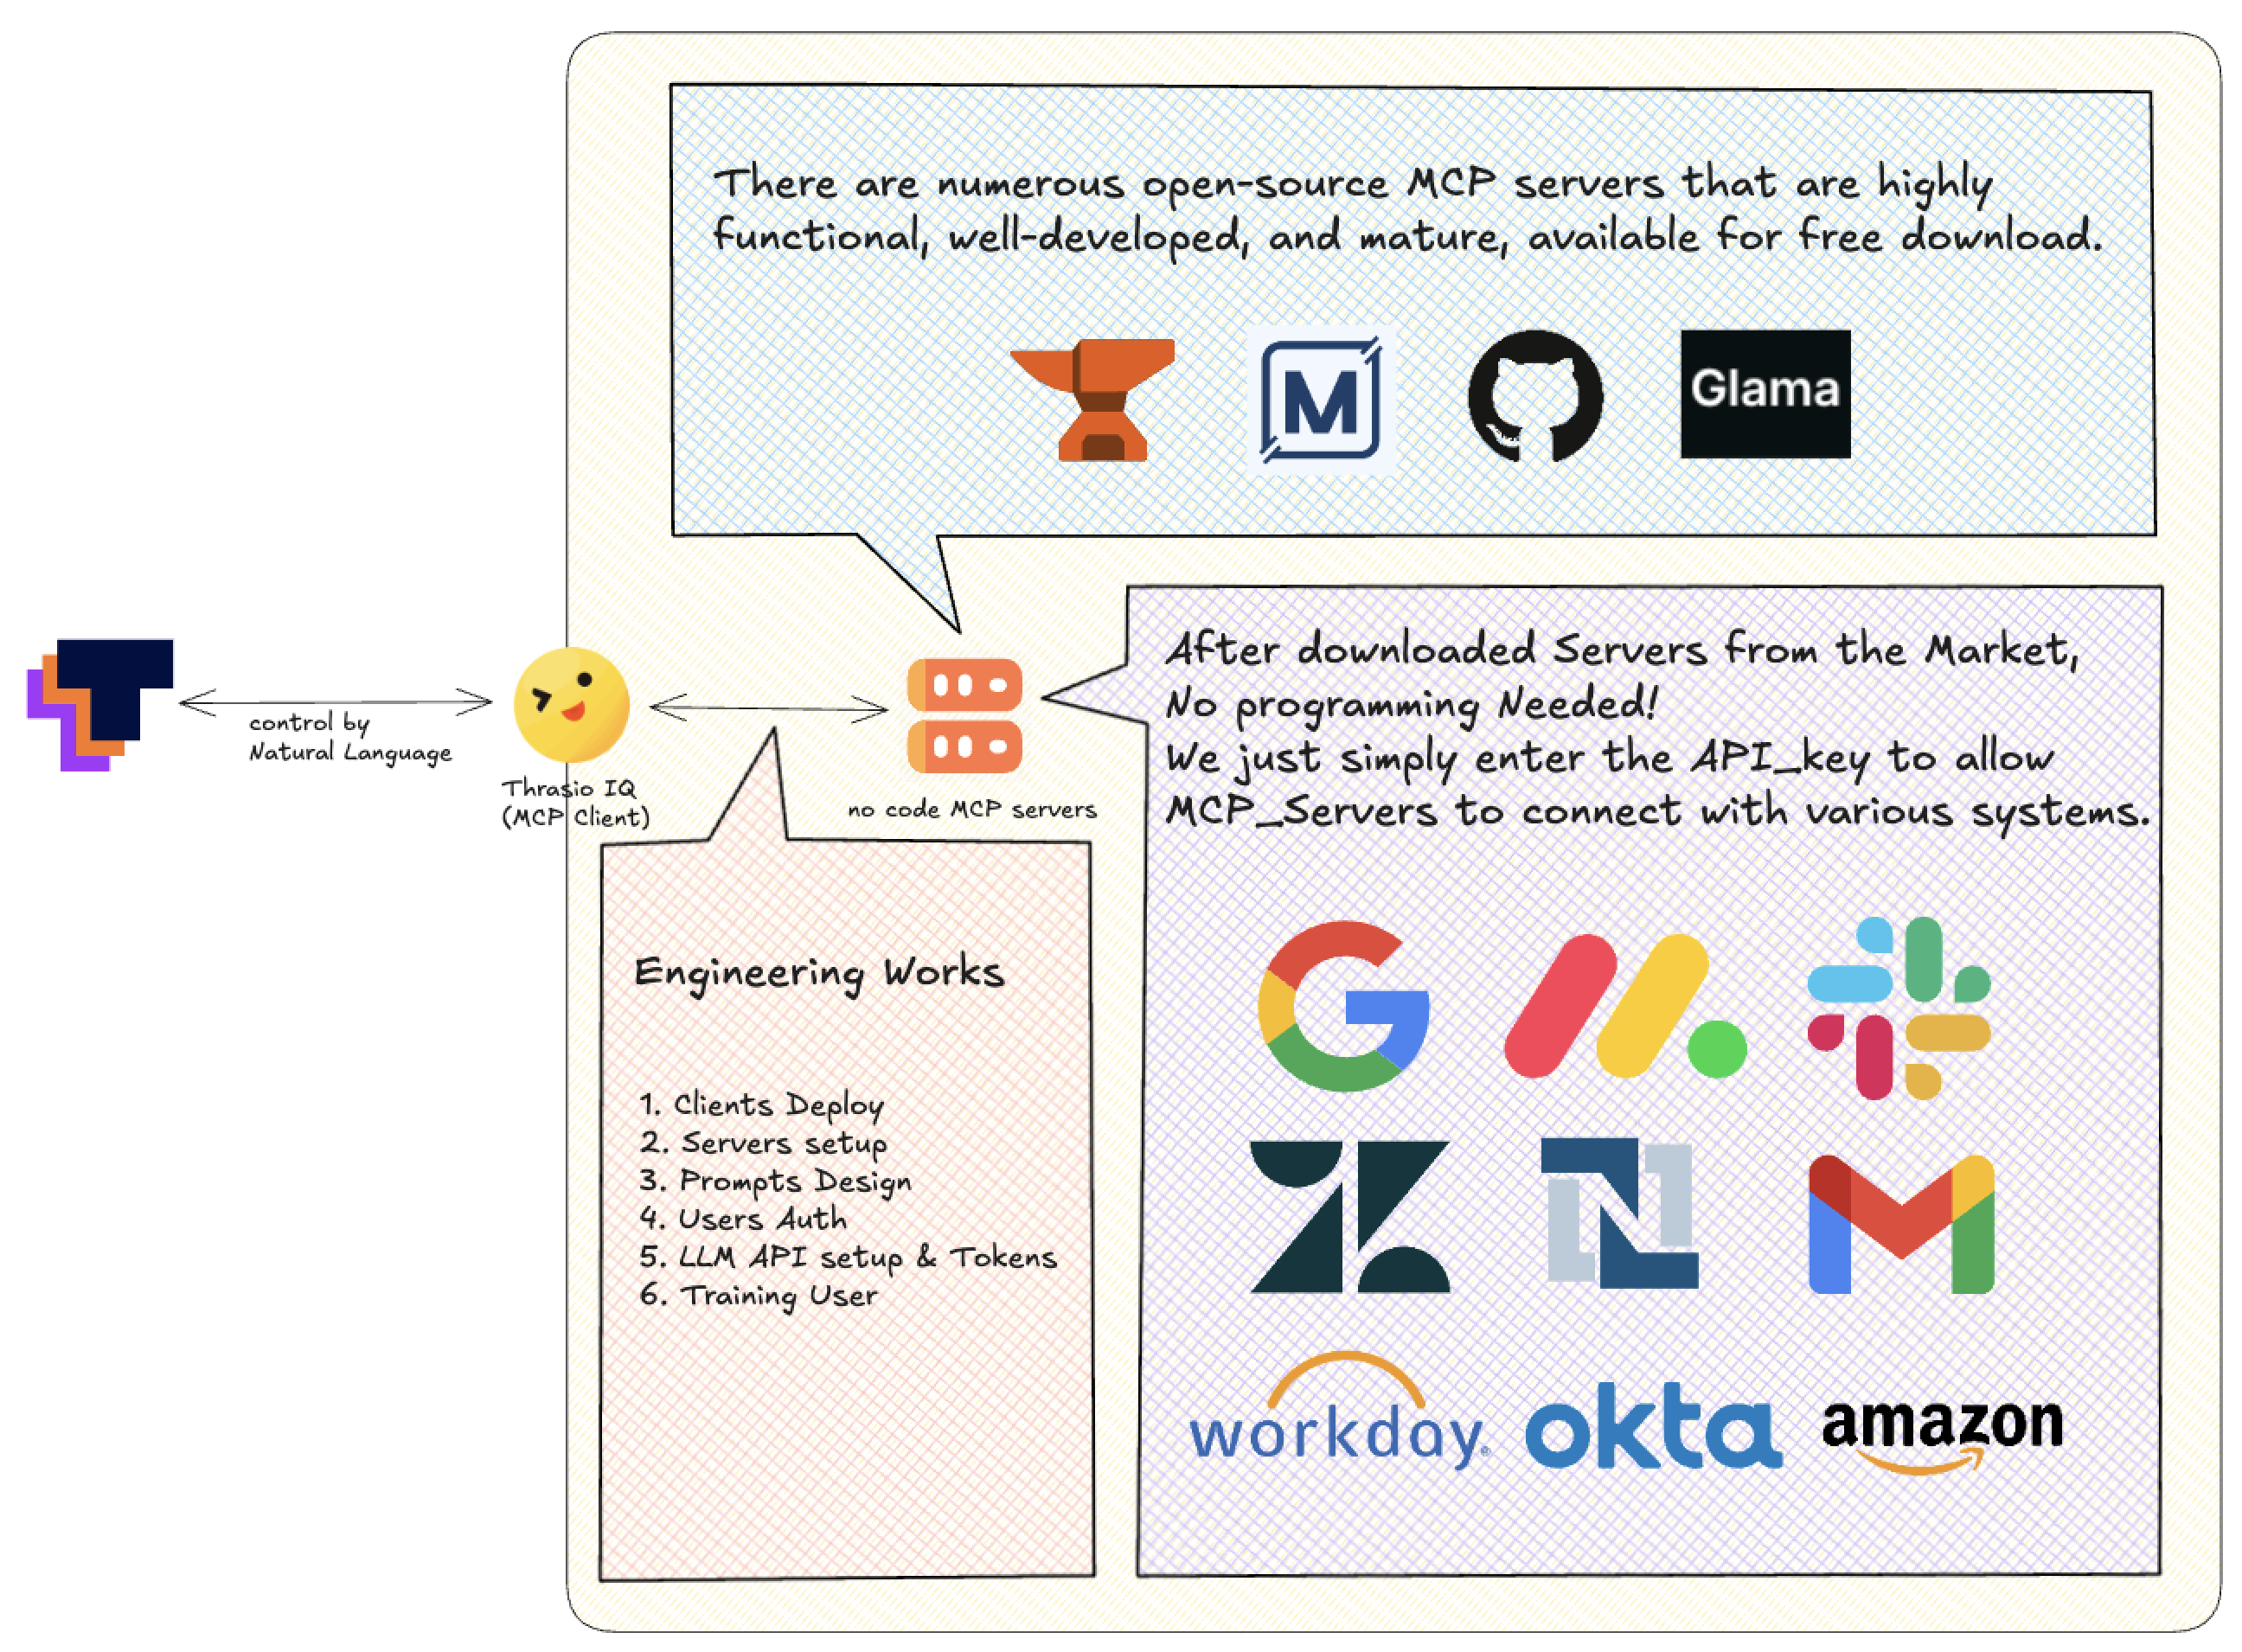 There are numerous open-source MCP servers that are highly
functional, well-developed, and mature, available for free download.
M
Glama
control by
Natural Language
Thrasio IQ
(MCP Client)
no code MCP servers
After downloaded Servers from the Market,
No programming Needed!
We just simply enter the API_key to allow
MCP_Servers to connect with various systems.
Engineering Works
1. Clients Deploy
2. Servers setup
3. Prompts Design
4. Users Auth
5. LLM API setup & Tokens
6. Training User
workday®
okta
amazon